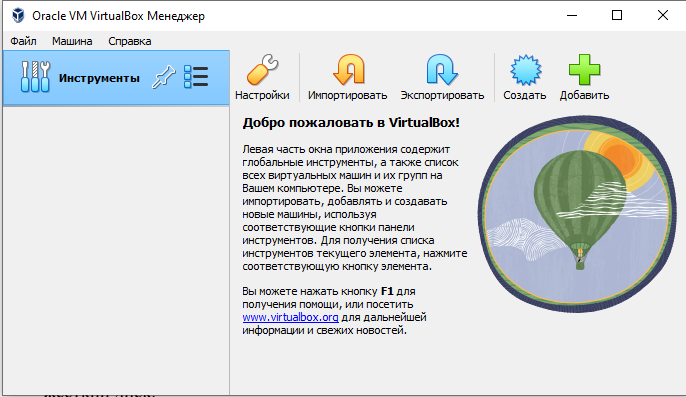 Oracle VM VirtualBox Менеджер
Файл Машина Справка
Инструменты
Настройки Импортировать Экспортировать Создать Добавить
Добро пожаловать в VirtualBox!
Левая часть окна приложения содержит
глобальные инструменты, а также список
всех виртуальных машин и их групп на
Вашем компьютере. Вы можете
импортировать, добавлять и создавать
новые машины, используя
соответствующие кнопки панели
инструментов. Для получения списка
инструментов текущего элемента, нажмите
соответствующую кнопку элемента.
Вы можете нажать кнопку F1 для
получения помощи, или посетить
www.virtualbox.org для дальнейшей
информации и свежих новостей.